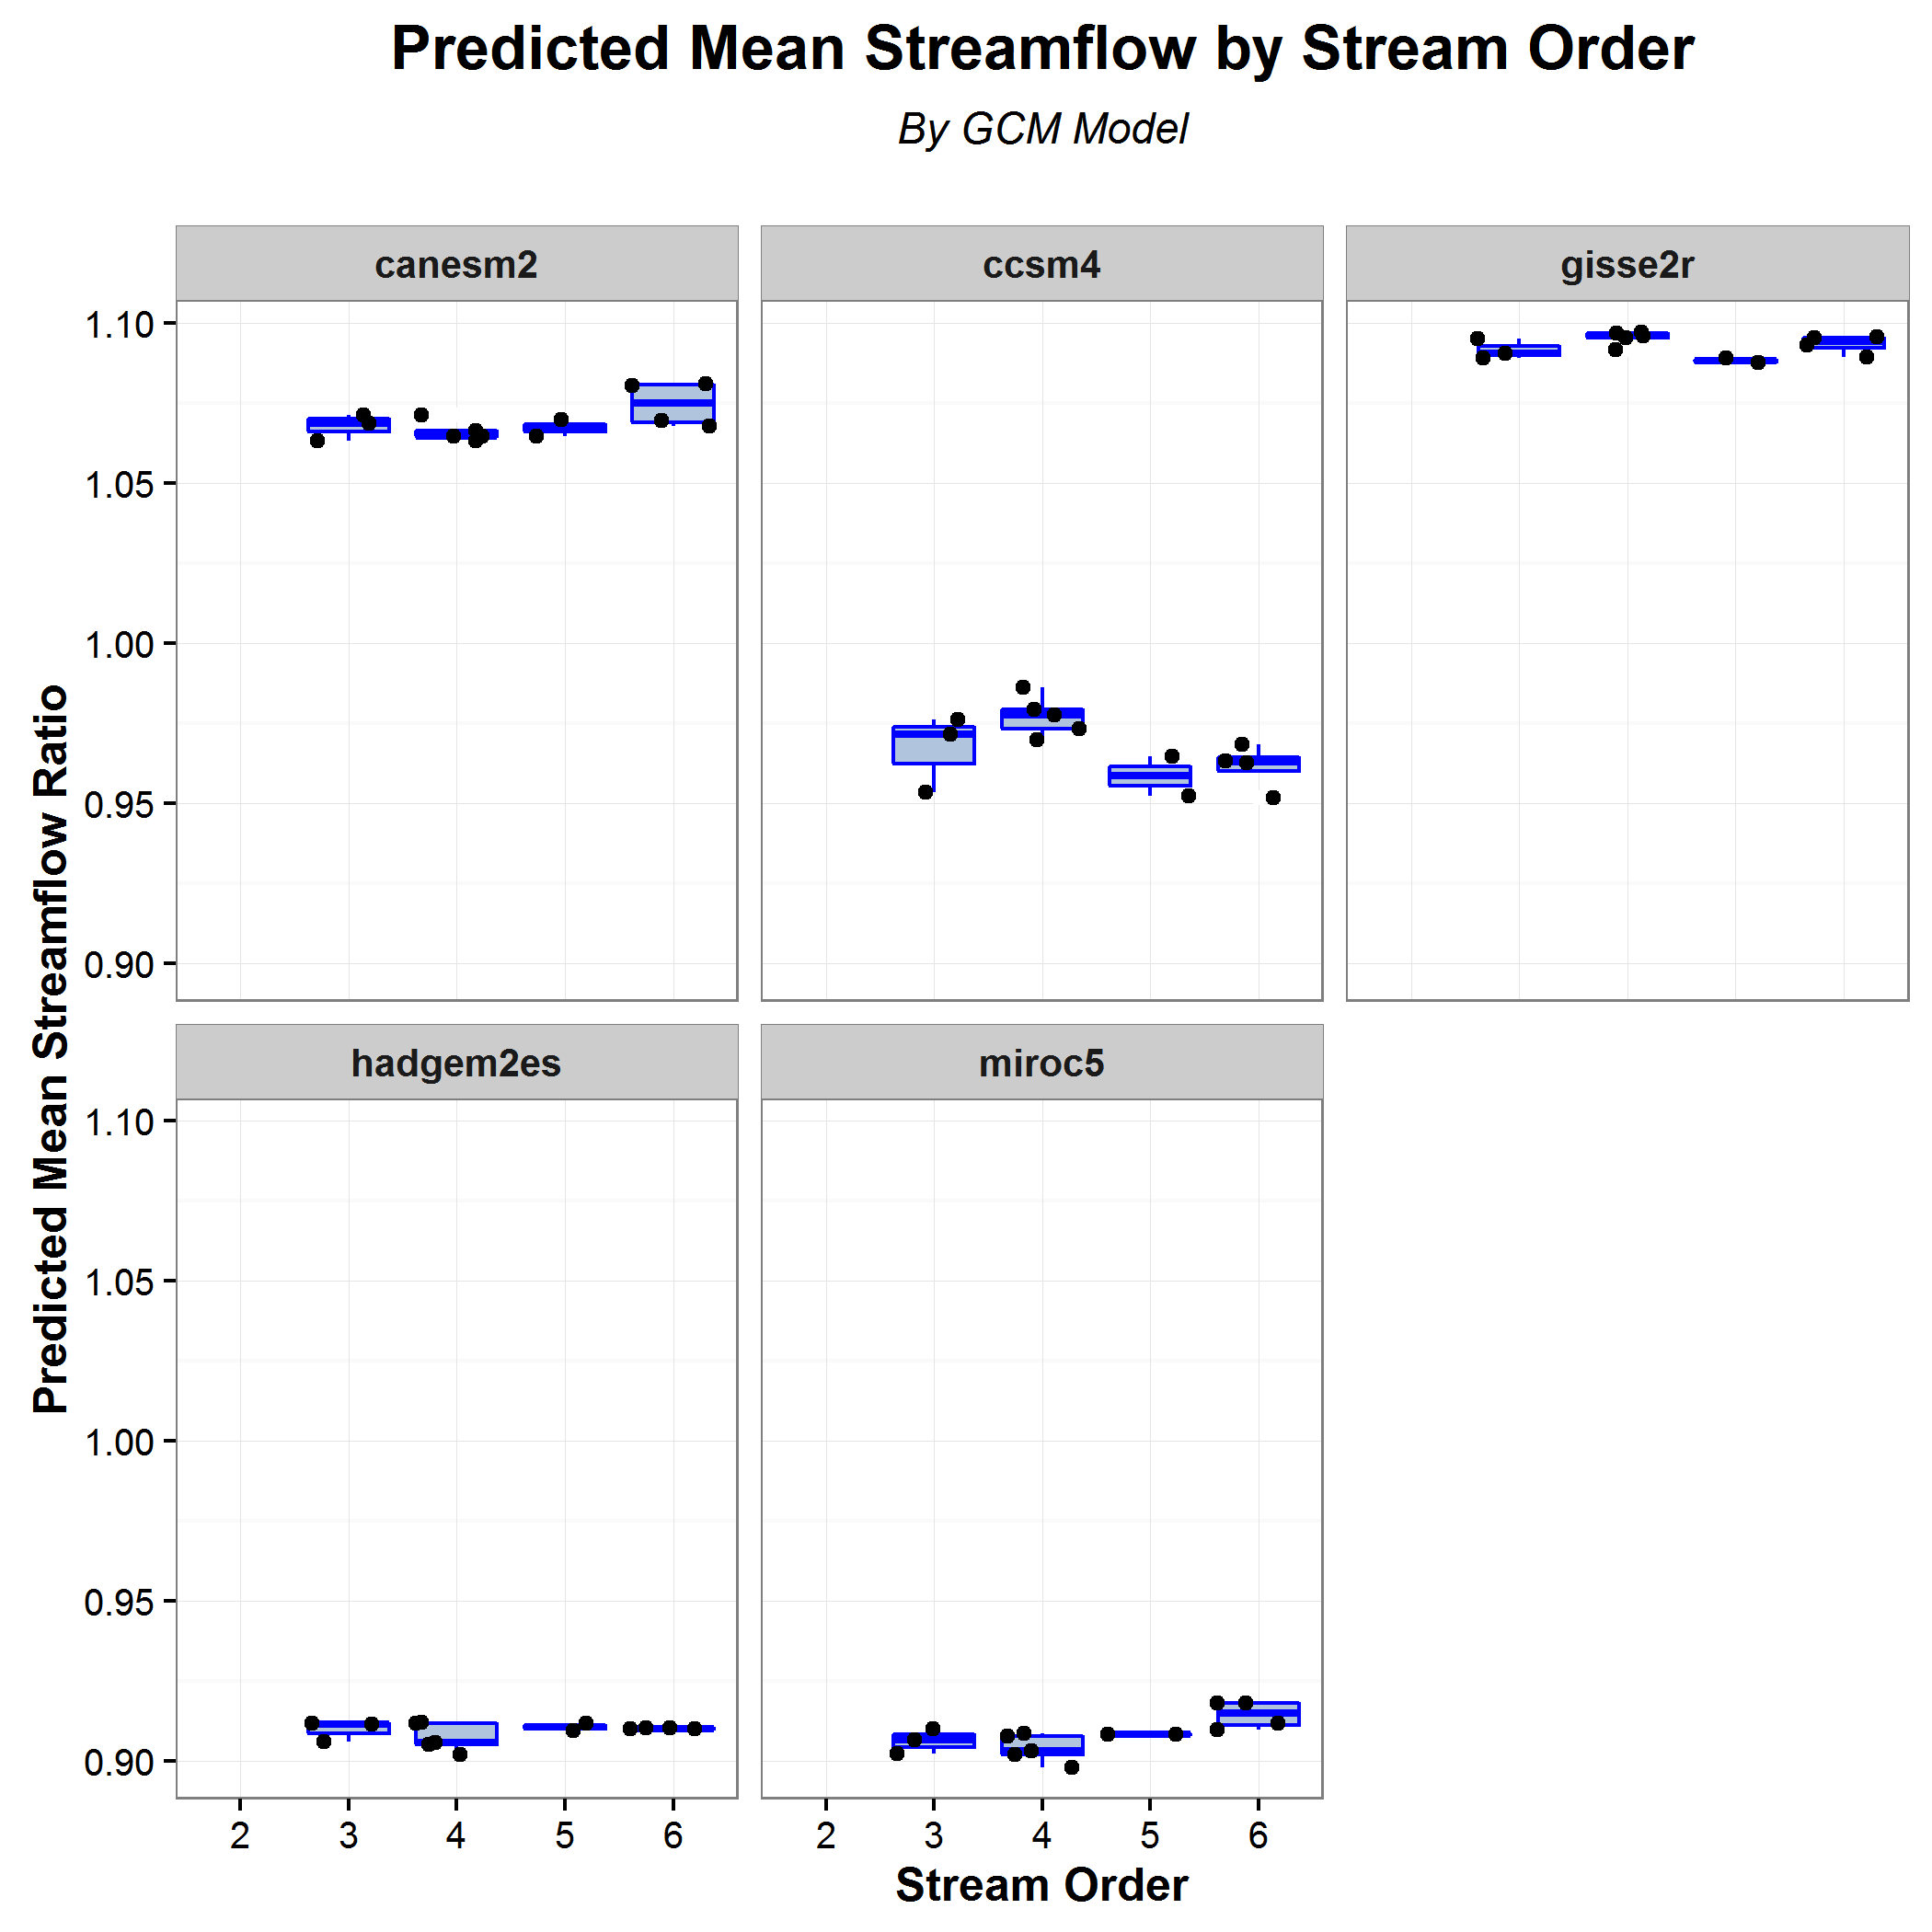 Predicted Mean Streamflow by Stream Order
By GCM Model
canesm2
ccsm4
gisse2r
1.10
1.05
1.00
0.95
0.90
Predicted Mean Streamflow Ratio
hadgem2es
miroc5
1.10
1.05
1.00
0.95
0.90
2 3 4 5 6
2 3 4 5 6
Stream Order